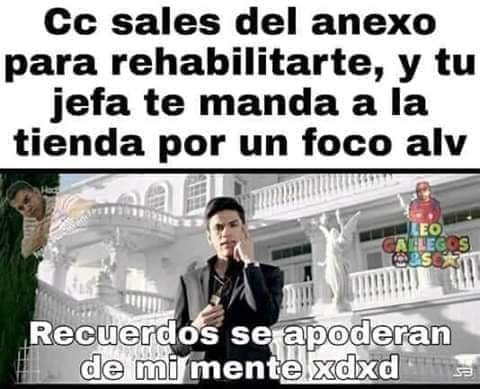 Cc sales del anexo
para rehabilitarte, y tu
jefa te manda a la
tienda por un foco alv
LEO
GALLEGOS
&SGX
Recuerdos se apoderan
de mi mente xdxd